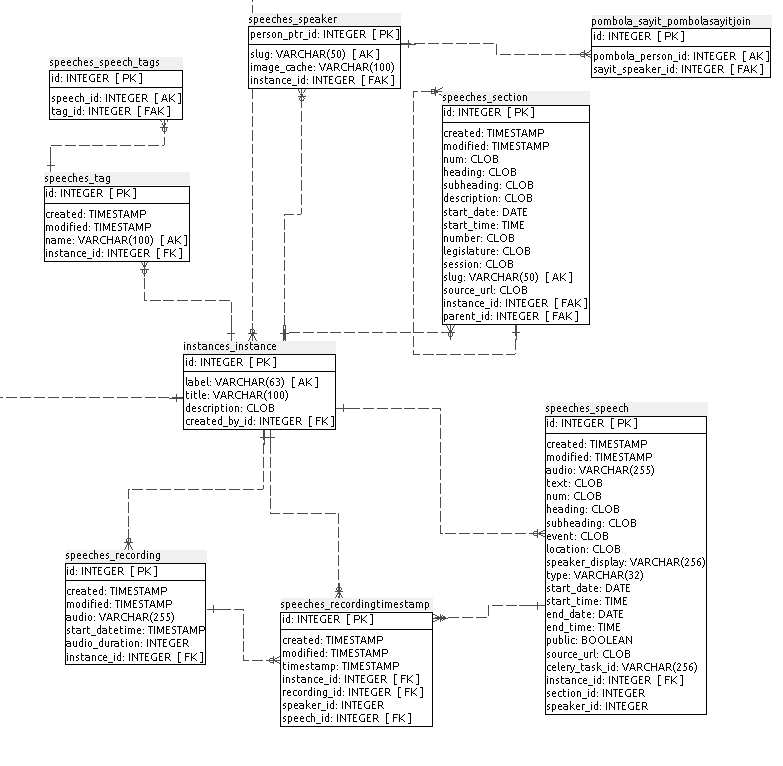 speeches_speaker
person_ptr_id: INTEGER [ PK ]
slug: VARCHAR(50) [ AK ]
image_cache: VARCHAR(100)
instance_id: INTEGER [ FAK ]
pombola_sayit_pombolasayitjoin
id: INTEGER [ PK ]
pombola_person_id: INTEGER [ AK ]
sayit_speaker_id: INTEGER [ FAK ]
speeches_speech_tags
id: INTEGER [ PK ]
speech_id: INTEGER [ AK ]
tag_id: INTEGER [ FAK ]
speeches_section
id: INTEGER [ PK ]
created: TIMESTAMP
modified: TIMESTAMP
num: CLOB
heading: CLOB
subheading: CLOB
description: CLOB
start_date: DATE
start_time: TIME
number: CLOB
legislature: CLOB
session: CLOB
slug: VARCHAR(50) [ AK ]
source_url: CLOB
instance_id: INTEGER [ FAK ]
parent_id: INTEGER [ FAK ]
speeches_tag
id: INTEGER [ PK ]
created: TIMESTAMP
modified: TIMESTAMP
name: VARCHAR(100) [ AK ]
instance_id: INTEGER [ FK ]
instances_instance
id: INTEGER [ PK ]
label: VARCHAR(63) [ AK ]
title: VARCHAR(100)
description: CLOB
created_by_id: INTEGER [ FK ]
speeches_speech
id: INTEGER [ PK ]
created: TIMESTAMP
modified: TIMESTAMP
audio: VARCHAR(255)
text: CLOB
num: CLOB
heading: CLOB
subheading: CLOB
event: CLOB
location: CLOB
speaker_display: VARCHAR(256)
type: VARCHAR(32)
start_date: DATE
start_time: TIME
end_date: DATE
end_time: TIME
public: BOOLEAN
source_url: CLOB
celery_task_id: VARCHAR(256)
instance_id: INTEGER [ FK ]
section_id: INTEGER
speaker_id: INTEGER
speeches_recording
id: INTEGER [ PK ]
created: TIMESTAMP
modified: TIMESTAMP
audio: VARCHAR(255)
start_datetime: TIMESTAMP
audio_duration: INTEGER
instance_id: INTEGER [ FK ]
speeches_recordingtimestamp
id: INTEGER [ PK ]
created: TIMESTAMP
modified: TIMESTAMP
timestamp: TIMESTAMP
instance_id: INTEGER [ FK ]
recording_id: INTEGER [ FK ]
speaker_id: INTEGER
speech_id: INTEGER [ FK ]